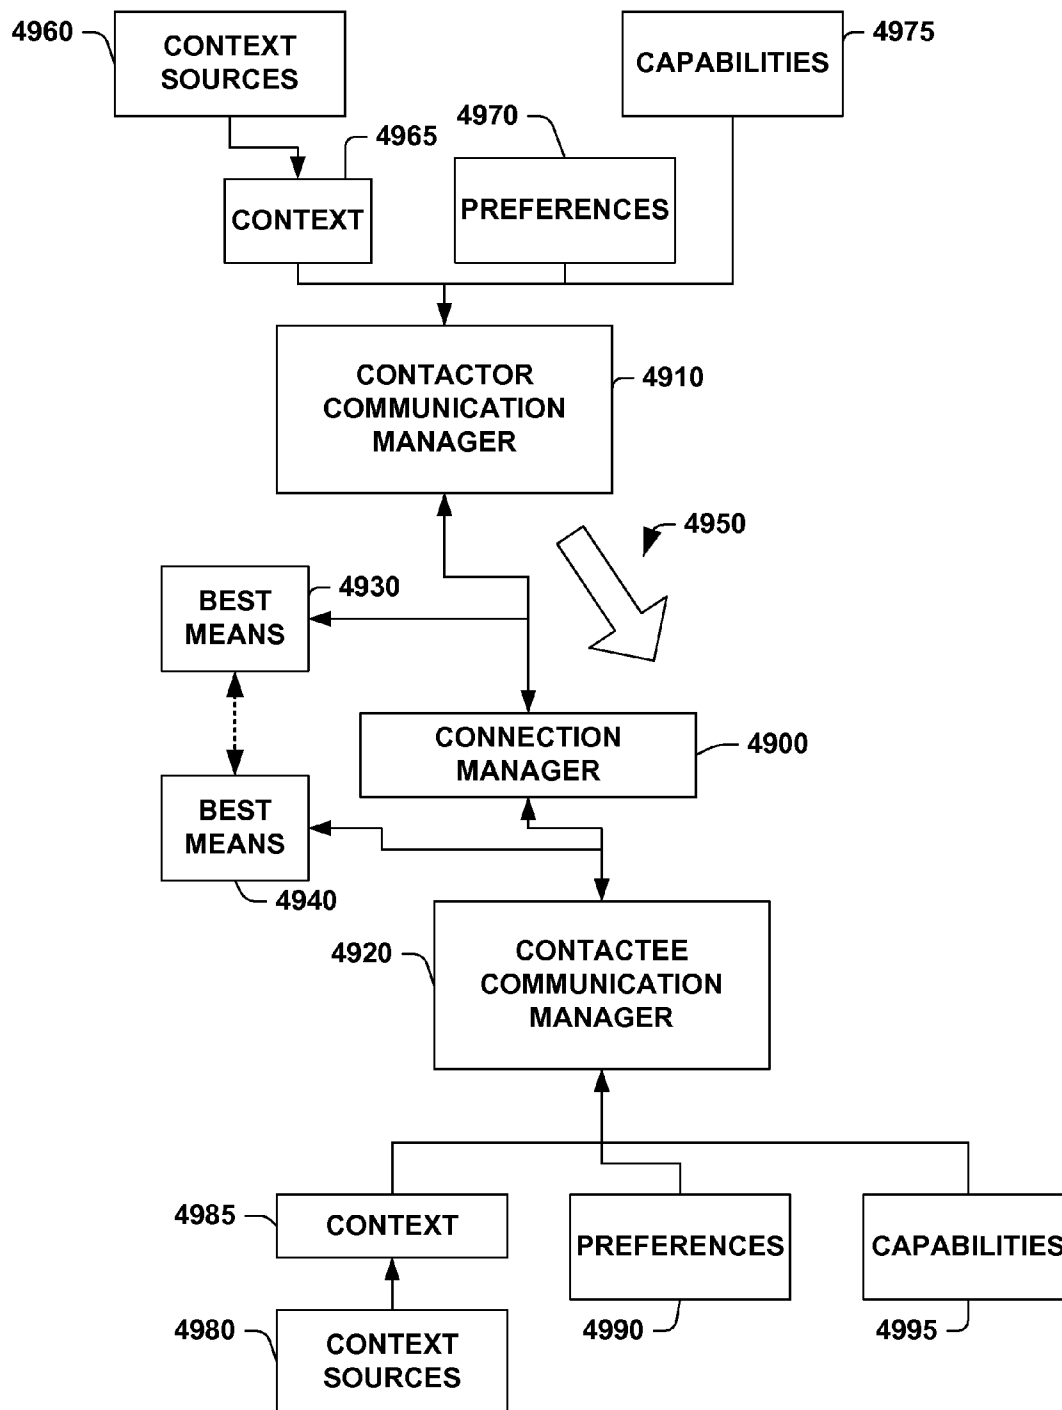 4960
CONTEXT
SOURCES
CAPABILITIES
4975
4965
4970
CONTEXT
PREFERENCES
CONTACTOR
COMMUNICATION
MANAGER
4910
4950
4930
BEST
MEANS
CONNECTION
MANAGER
4900
BEST
MEANS
4940
4920
CONTACTEE
COMMUNICATION
MANAGER
4985
CONTEXT
PREFERENCES
CAPABILITIES
4980
CONTEXT
SOURCES
4990
4995